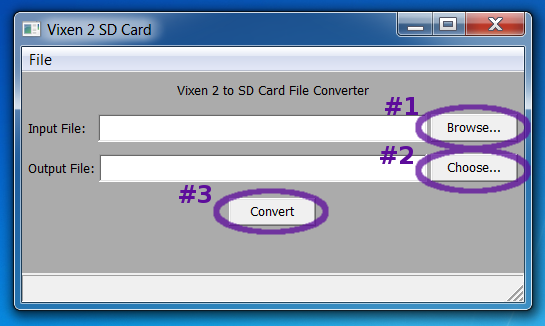 Vixen 2 SD Card
File
Vixen 2 to SD Card File Converter
#1
Input File: Browse...
#2
Output File: Choose...
#3
Convert